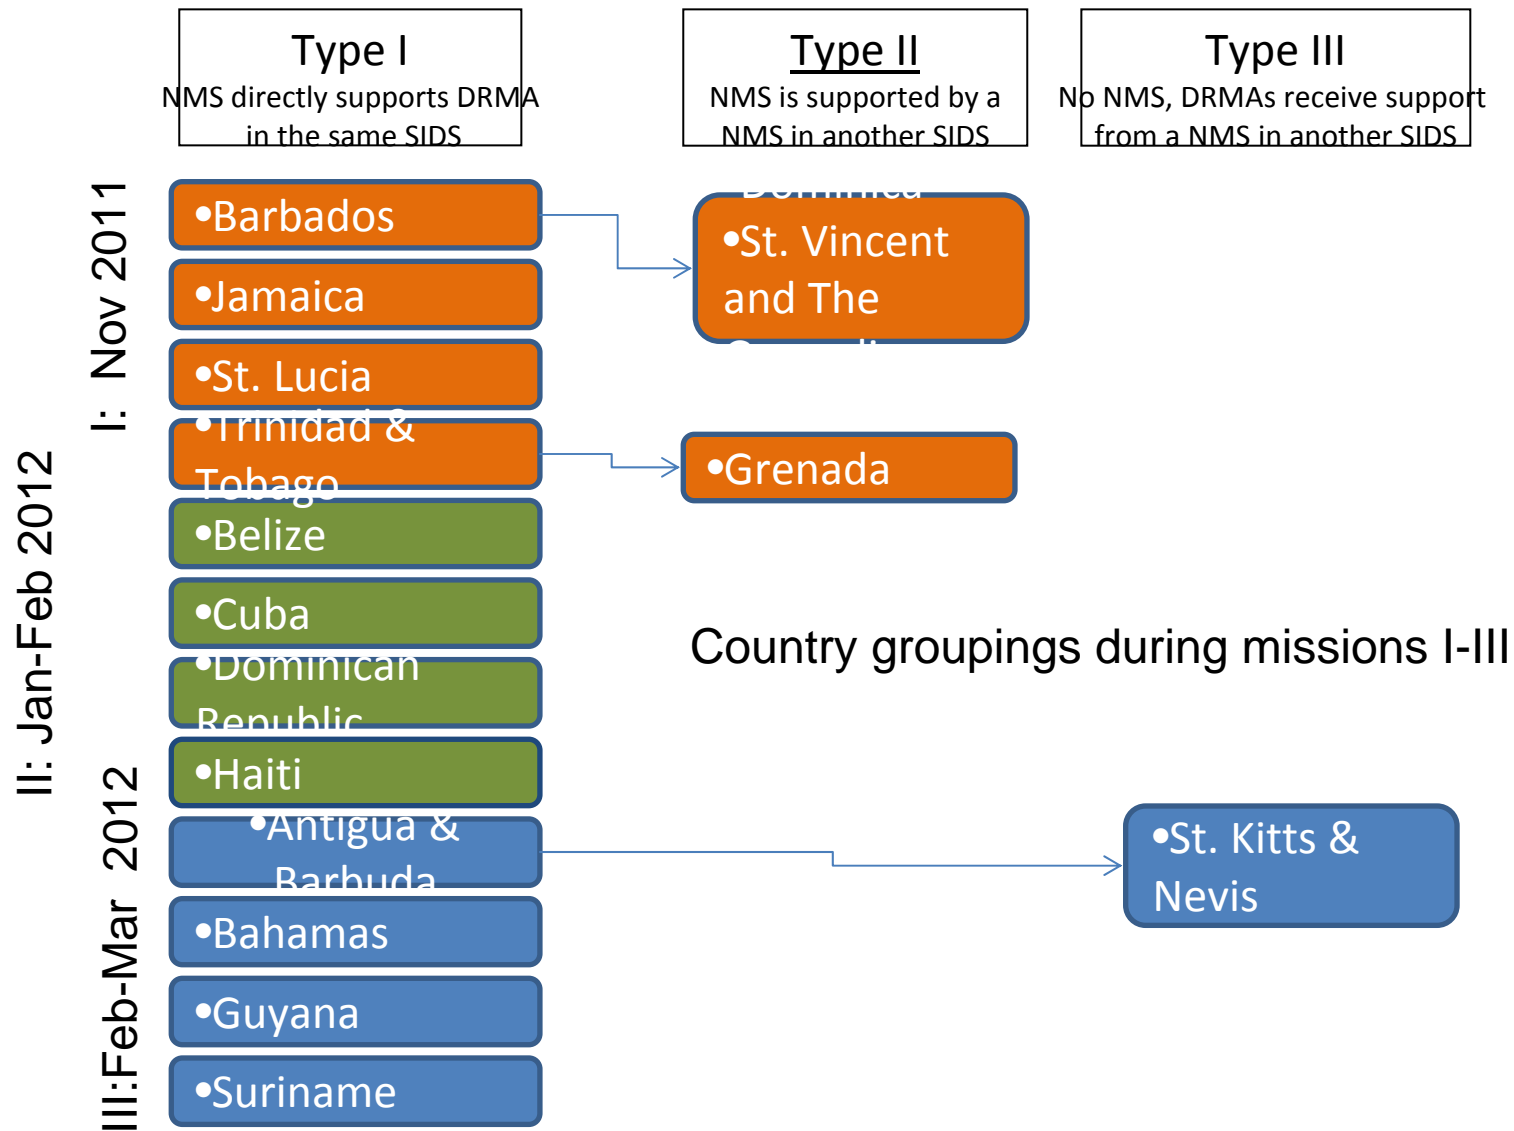 Type I
NMS directly supports DRMA
in the same SIDS
Type II
NMS is supported by a
NMS in another SIDS
Type III
No NMS, DRMAs receive support
from a NMS in another SIDS
I:  Nov 2011
II: Jan-Feb 2012
III:Feb-Mar  2012
•Barbados
•Jamaica
•St. Lucia
•Trinidad &
Tobago
•Belize
•Cuba
•Dominican
Republic
•Haiti
•Antigua &
Barbuda
•Bahamas
•Guyana
•Suriname
•Dominica
•St. Vincent
and The
•Grenada
Country groupings during missions I-III
•St. Kitts &
Nevis